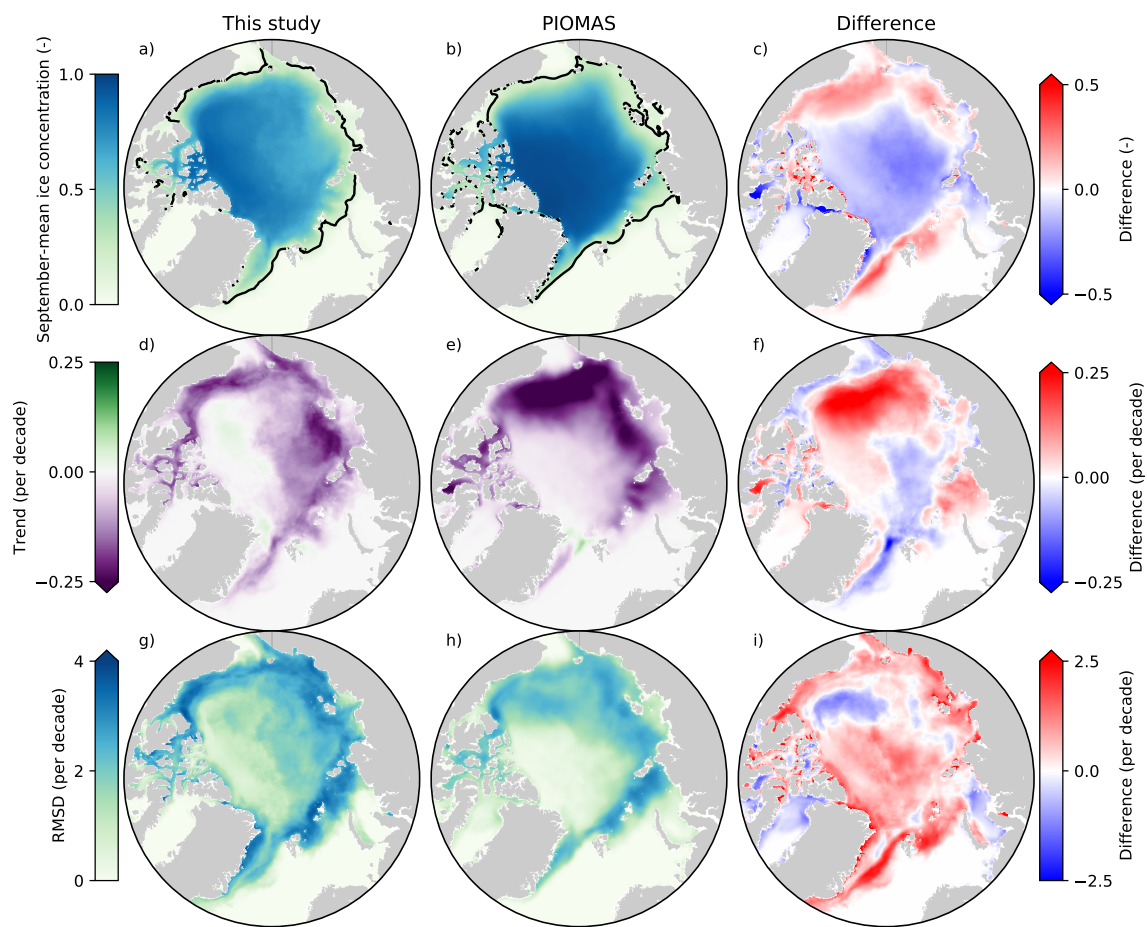 This study
PIOMAS
Difference
a)
b)
c)
September-mean ice concentration (-)
1.0
0.5
0.0
0.5
0.0
−0.5
Difference (-)
d)
e)
f)
Trend (per decade)
0.25
0.00
−0.25
0.25
0.00
−0.25
Difference (per decade)
g)
h)
i)
RMSD (per decade)
4
2
0
2.5
0.0
−2.5
Difference (per decade)